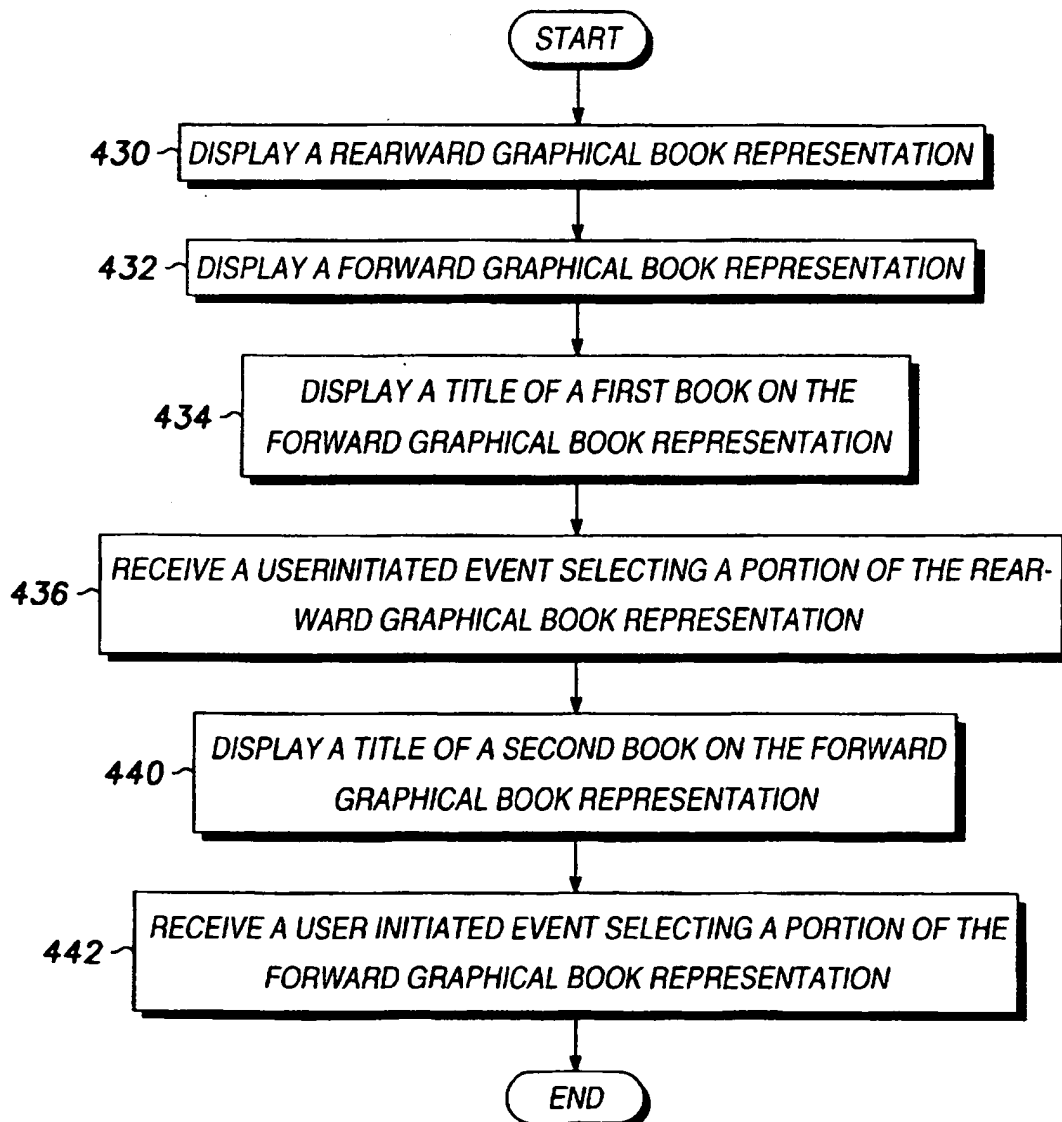 START
430 DISPLAY A REARWARD GRAPHICAL BOOK REPRESENTATION
432 DISPLAY A FORWARD GRAPHICAL BOOK REPRESENTATION
DISPLAY A TITLE OF A FIRST BOOK ON THE
434 FORWARD GRAPHICAL BOOK REPRESENTATION
RECEIVE A USERINITIATED EVENT SELECTING A PORTION OF THE REAR-
436 WARD GRAPHICAL BOOK REPRESENTATION
DISPLAY A TITLE OF A SECOND BOOK ON THE FORWARD
440 GRAPHICAL BOOK REPRESENTATION
RECEIVE A USER INITIATED EVENT SELECTING A PORTION OF THE
442 FORWARD GRAPHICAL BOOK REPRESENTATION
END